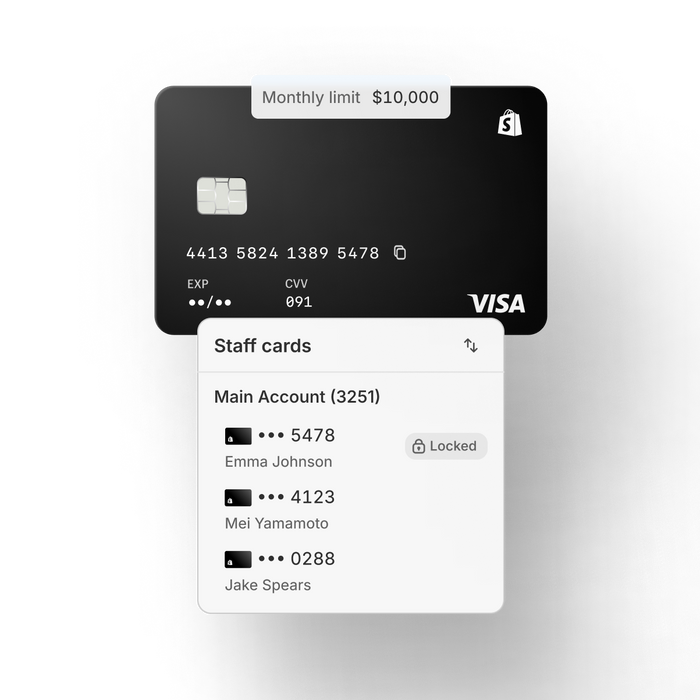 Monthly limit $10,000
4413 5824 1389 5478
EXP CVV
••/•• 091
VISA
Staff cards
Main Account (3251)
••• 5478
Locked
Emma Johnson
••• 4123
Mei Yamamoto
••• 0288
Jake Spears